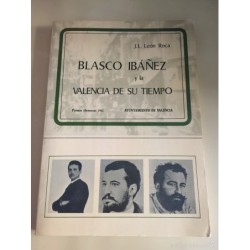 J.L. León Roca
BLASCO IBÁÑEZ
y la
VALENCIA DE SU TIEMPO
AYUNTAMIENTO DE VALENCIA